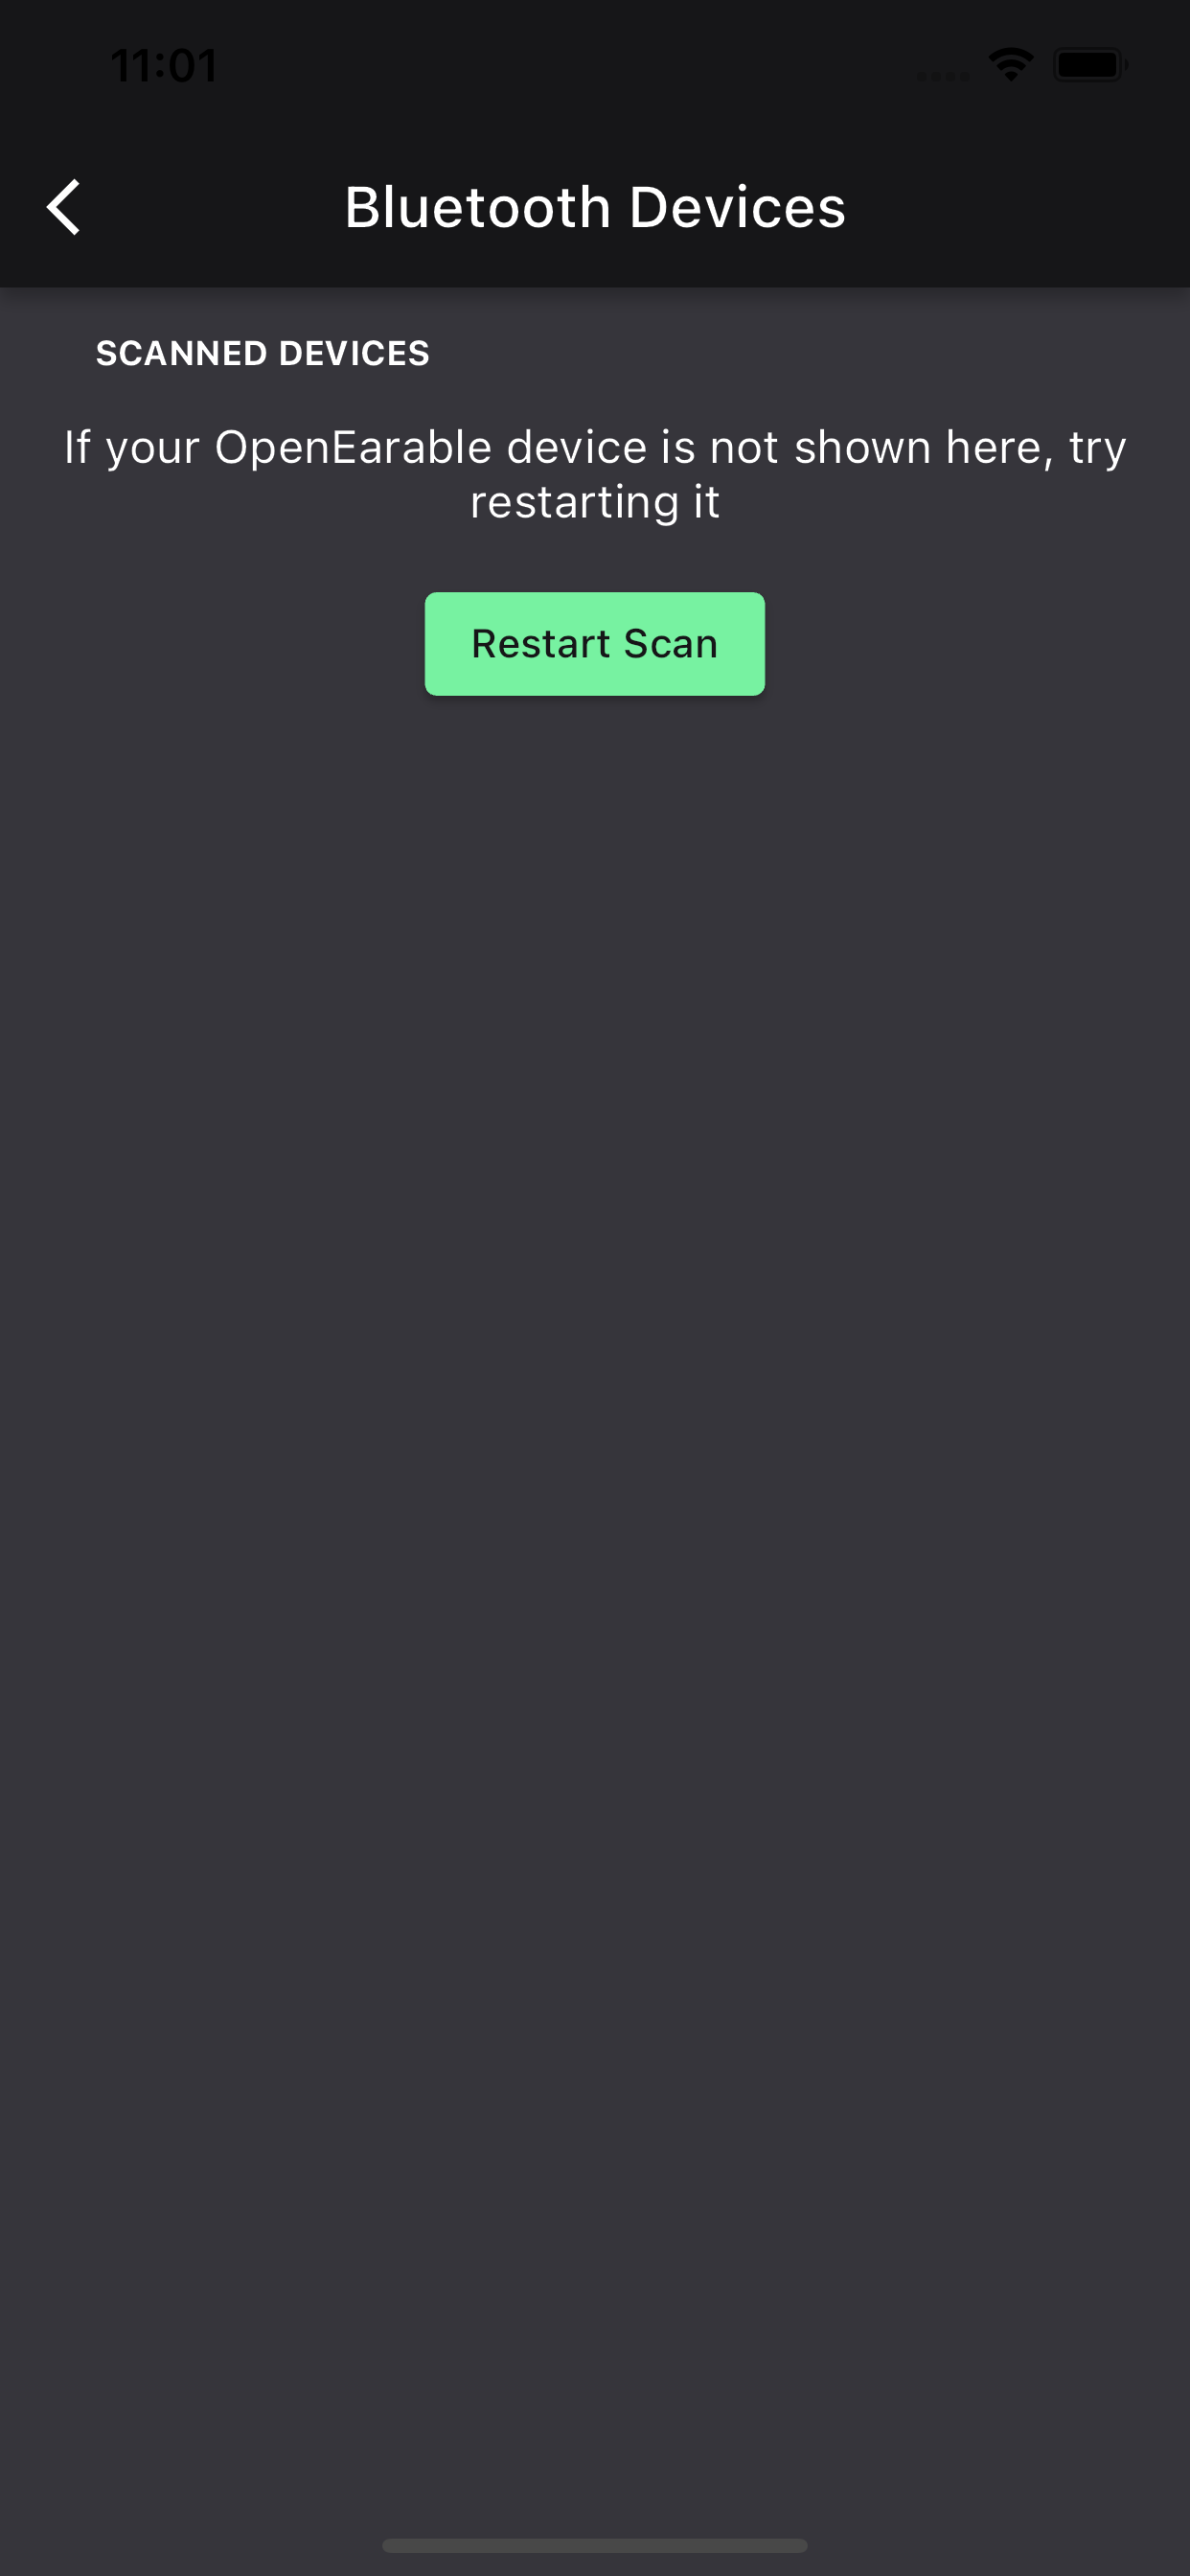 11:01
Bluetooth Devices
SCANNED DEVICES
If your OpenEarable device is not shown here, try
restarting it
Restart Scan